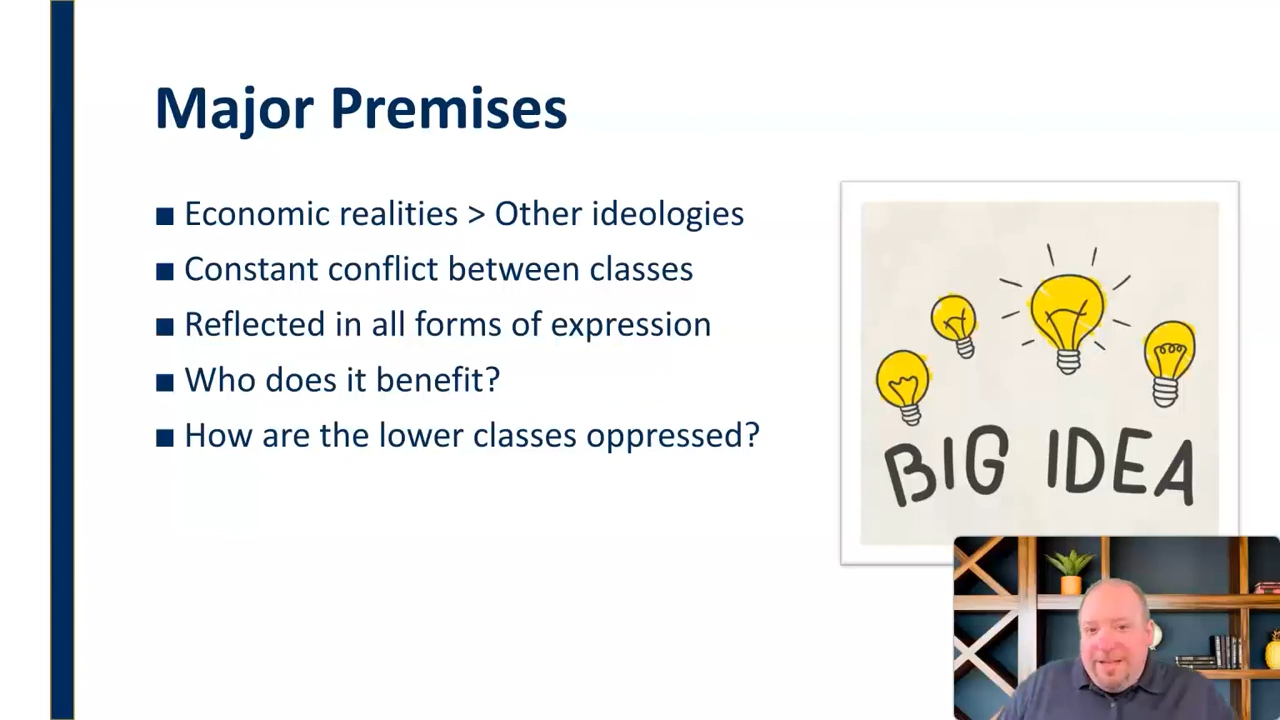 Major Premises
■ Economic realities > Other ideologies
■ Constant conflict between classes
■ Reflected in all forms of expression
■ Who does it benefit?
■ How are the lower classes oppressed?
BIG IDEA